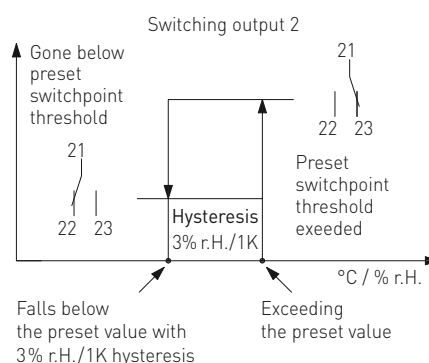 Switching output 2
Gone below
preset
switchpoint
threshold
21
22 23
21
22 23
Preset
switchpoint
threshold
exeeded
Hysteresis
3% r.H./1K
°C / % r.H.
Falls below
the preset value with
3% r.H./1K hysteresis
Exceeding
the preset value